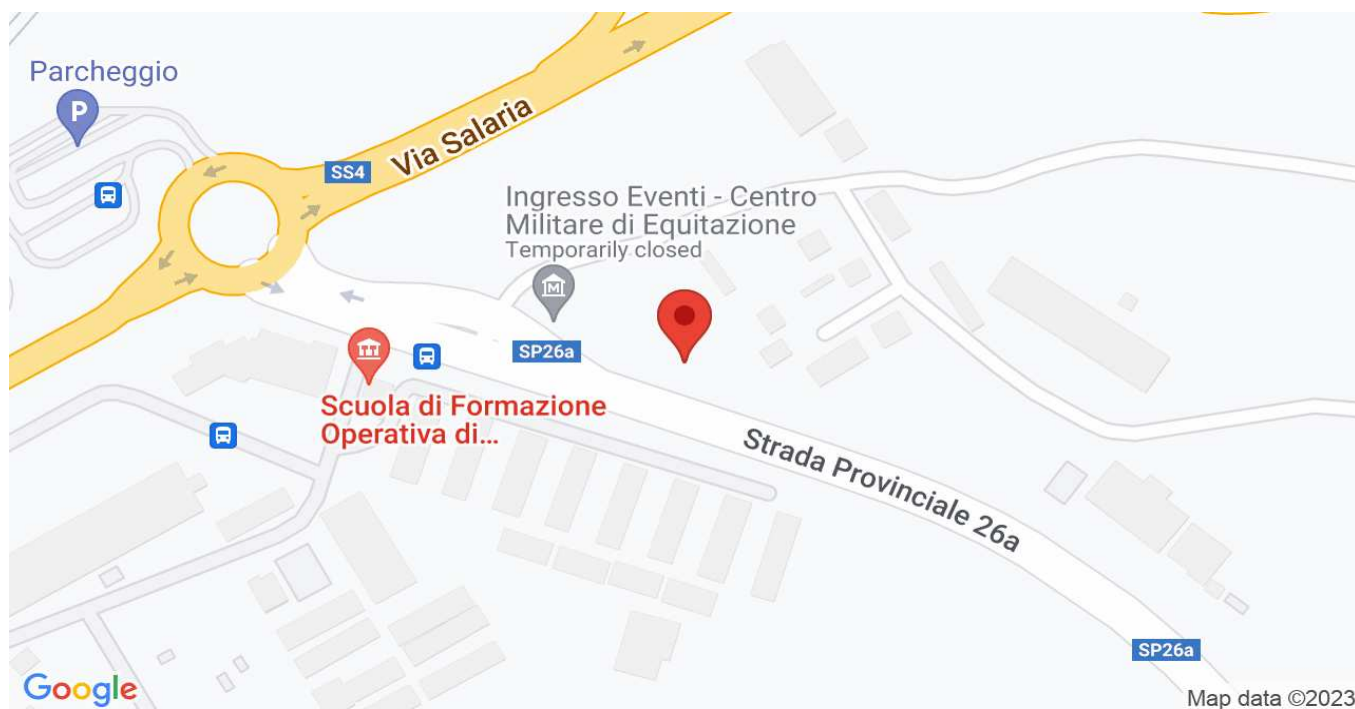 Parcheggio
P
Via Salaria
SS4
Ingresso Eventi - Centro
Militare di Equitazione
Temporarily closed
M
SP26a
Scuola di Formazione
Operativa di...
Strada Provinciale 26a
SP26a
Google
Map data ©2023